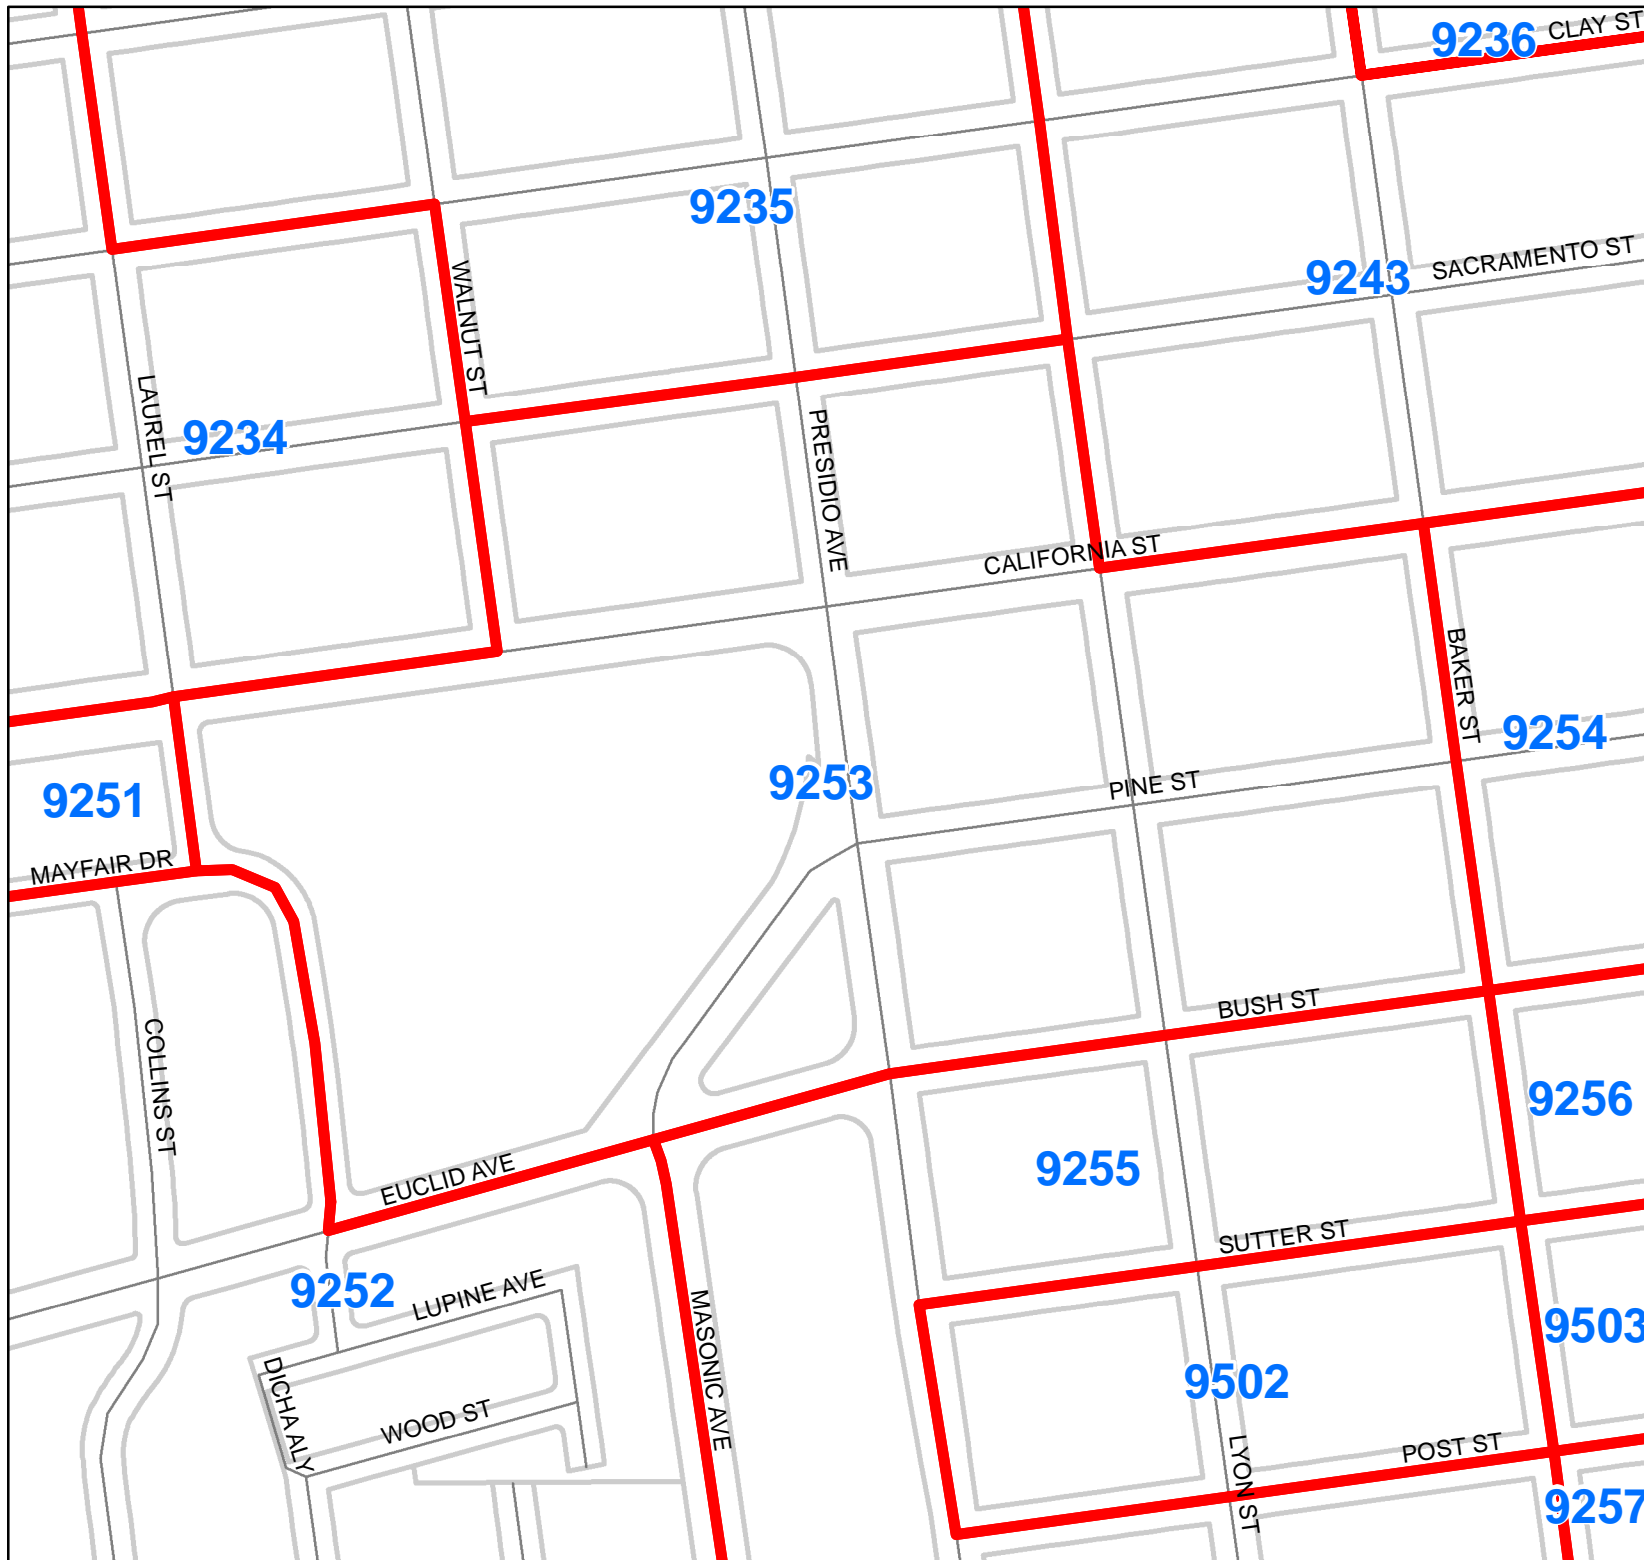 9236
CLAY ST
9235
SACRAMENTO ST
9243
WALNUT ST
LAUREL ST
9234
PRESIDIO AVE
CALIFORNIA ST
BAKER ST
9254
9253
PINE ST
9251
MAYFAIR DR
BUSH ST
COLLINS ST
9256
EUCLID AVE
9255
SUTTER ST
9252
LUPINE AVE
MASONIC AVE
9503
9502
DICHA ALY
WOOD ST
LYON ST
POST ST
9257